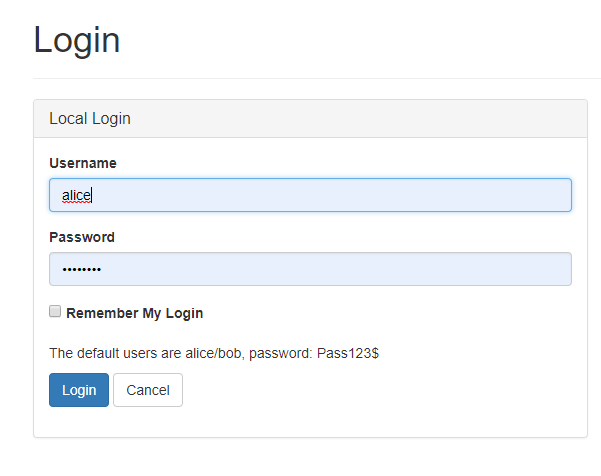 Login
Local Login
Username
alice
Password
••••••••
Remember My Login
The default users are alice/bob, password: Pass123$
Login Cancel